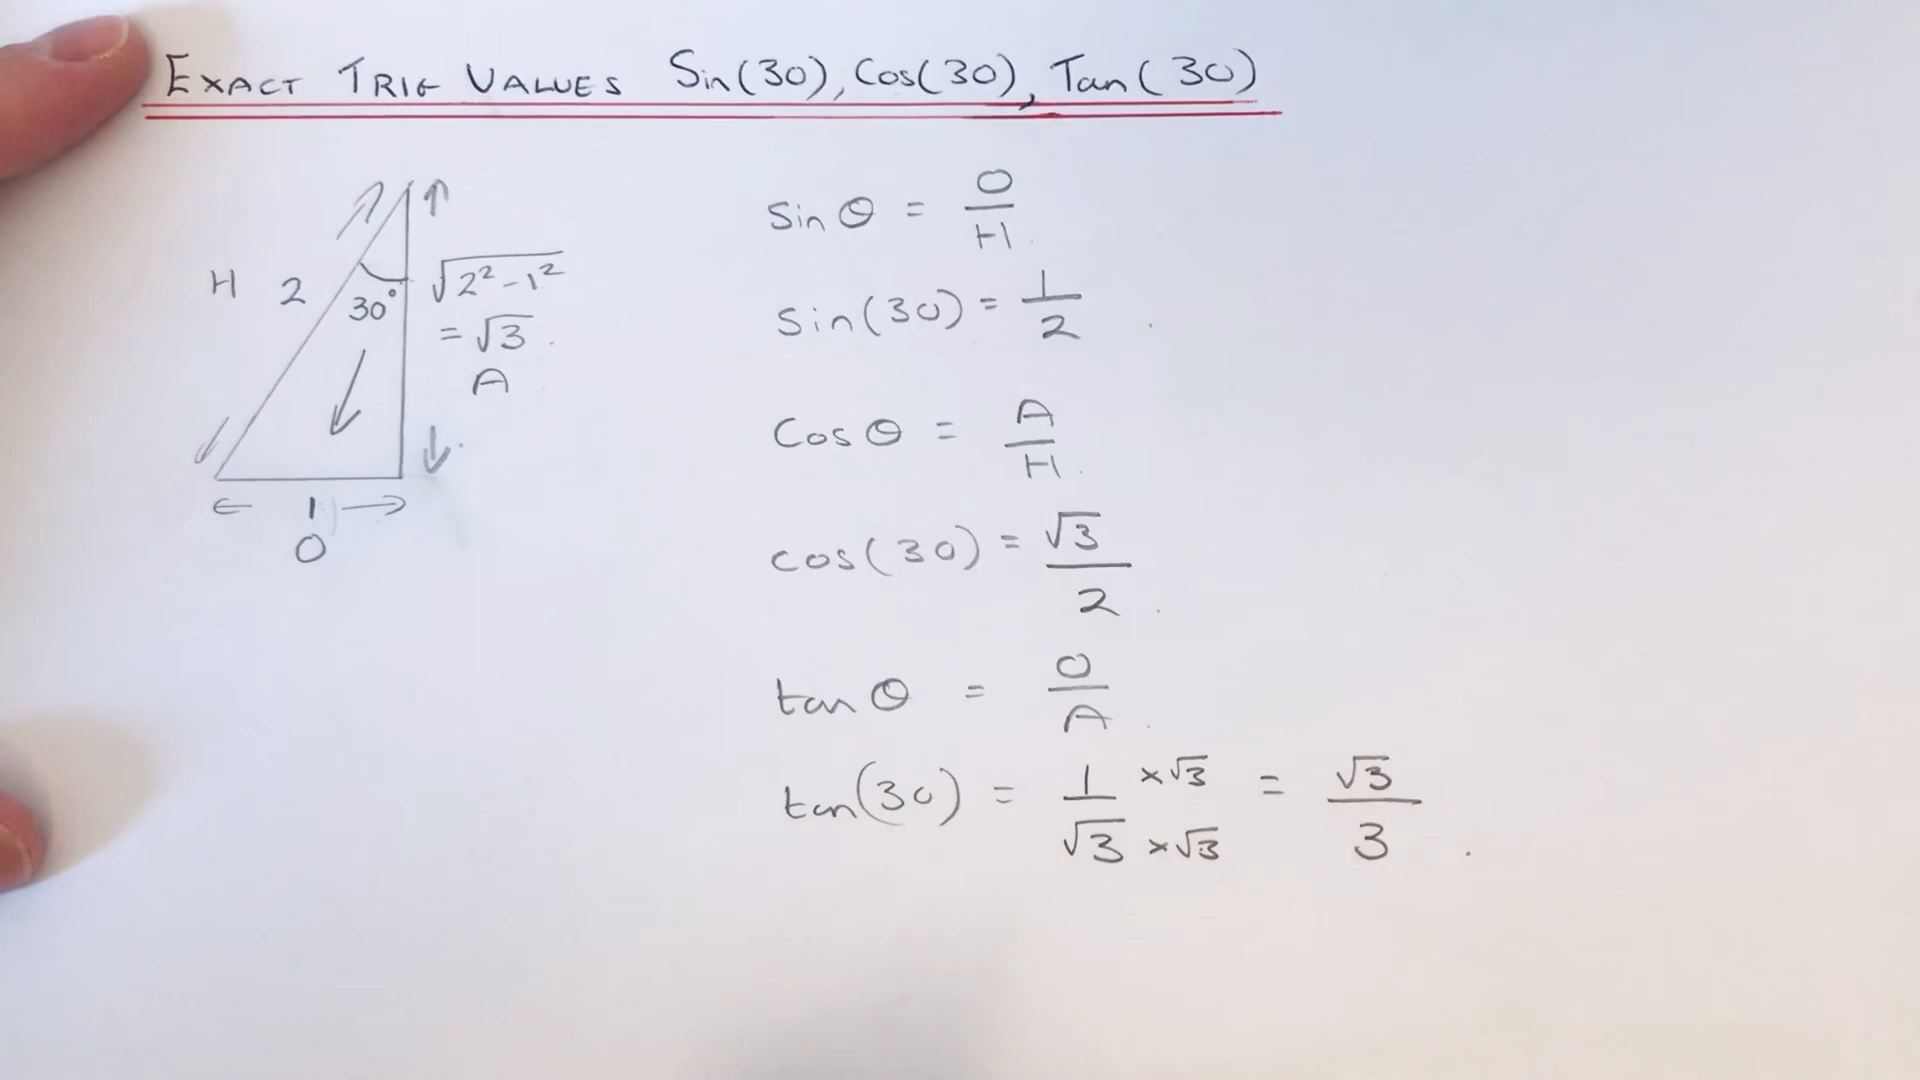 EXACT TRIG VALUES Sin(30), Cos(30), Tan(30)
H 2 30° √2²-1²
= √3
A
1
O
Sin θ = O/H
Sin(30) = 1/2
Cos θ = A/H
cos(30) = √3/2
tan θ = O/A
tan(30) = 1/√3 ×√3/×√3 = √3/3